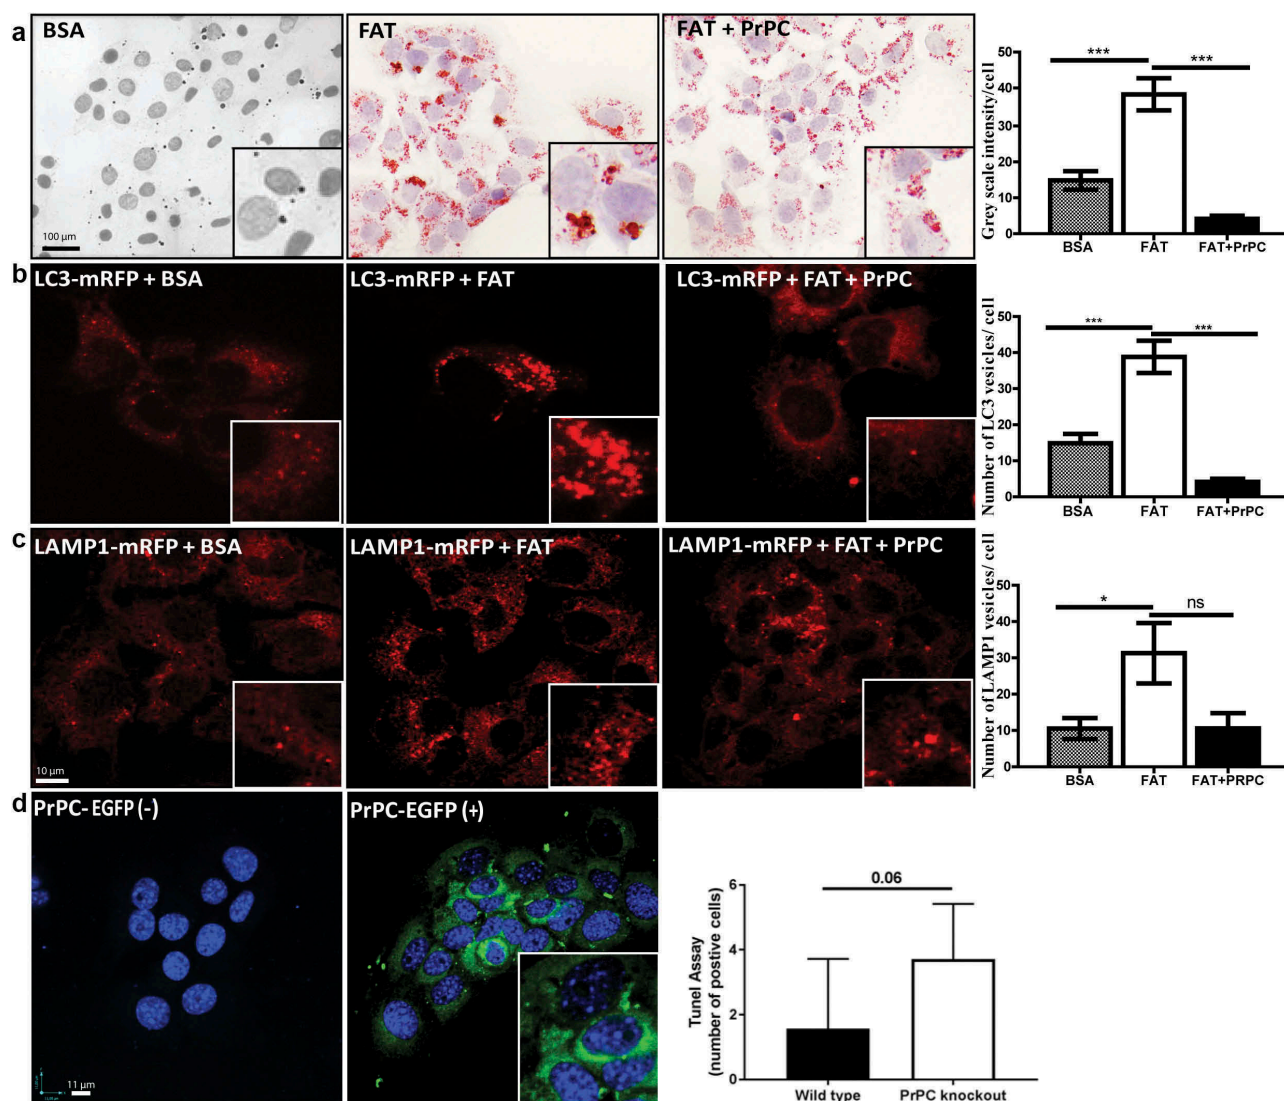 a
BSA
FAT
FAT + PrPC
100 µm
Grey scale intensity/cell
50
40
30
20
10
0
***
***
BSA
FAT
FAT+PrPC
b
LC3-mRFP + BSA
LC3-mRFP + FAT
LC3-mRFP + FAT + PrPC
Number of LC3 vesicles/ cell
50
40
30
20
10
0
***
***
BSA
FAT
FAT+PrPC
c
LAMP1-mRFP + BSA
LAMP1-mRFP + FAT
LAMP1-mRFP + FAT + PrPC
10 µm
Number of LAMP1 vesicles/ cell
50
40
30
20
10
0
*
ns
BSA
FAT
FAT+PRPC
d
PrPC-EGFP (-)
PrPC-EGFP (+)
11 µm
Tunel Assay
(number of postive cells)
6
4
2
0
0.06
Wild type
PrPC knockout